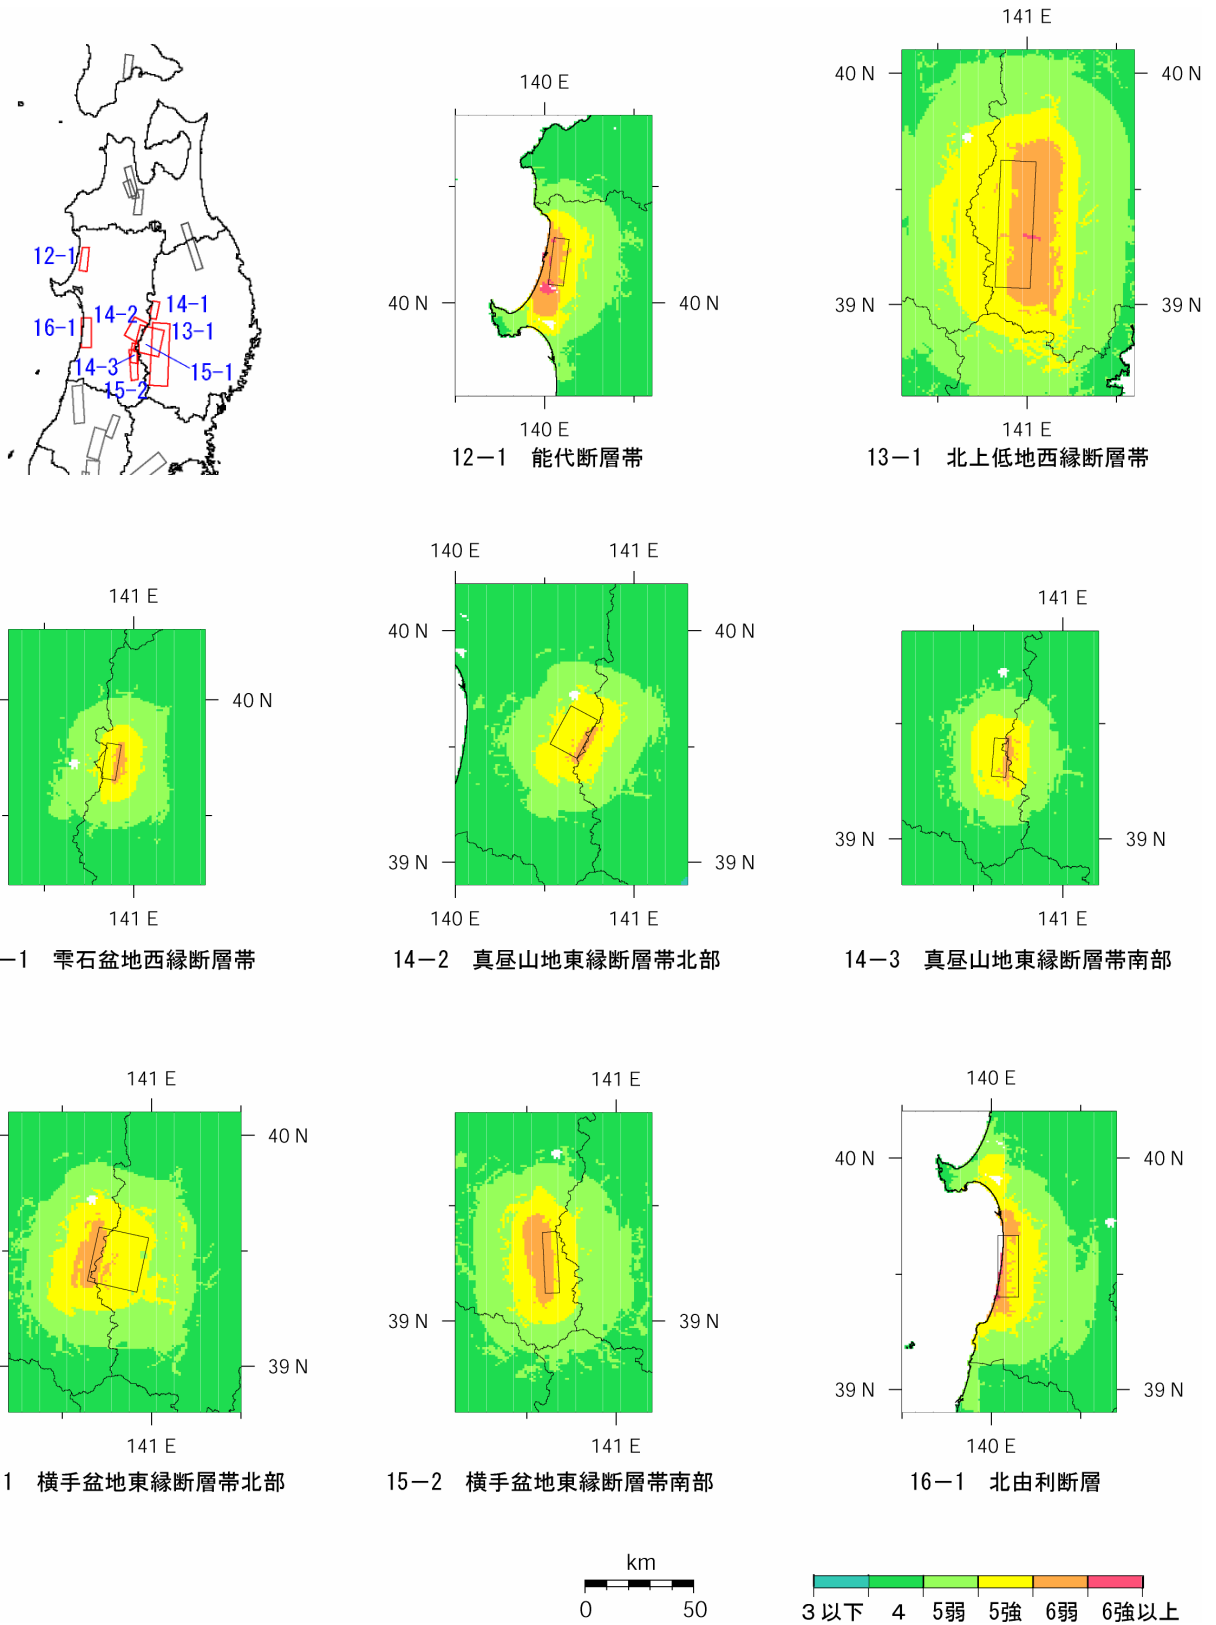 12-1
16-1
14-2
14-1
13-1
14-3
15-1
15-2
140 E
40 N
40 N
140 E
12－1　能代断層帯
141 E
40 N
40 N
39 N
39 N
141 E
13－1　北上低地西縁断層帯
141 E
40 N
141 E
－1　雫石盆地西縁断層帯
140 E
141 E
40 N
40 N
39 N
39 N
140 E
141 E
14－2　真昼山地東縁断層帯北部
141 E
39 N
39 N
141 E
14－3　真昼山地東縁断層帯南部
141 E
40 N
39 N
141 E
1　横手盆地東縁断層帯北部
141 E
39 N
39 N
141 E
15－2　横手盆地東縁断層帯南部
140 E
40 N
40 N
39 N
39 N
140 E
16－1　北由利断層
km
0
50
3以下
4
5弱
5強
6弱
6強以上